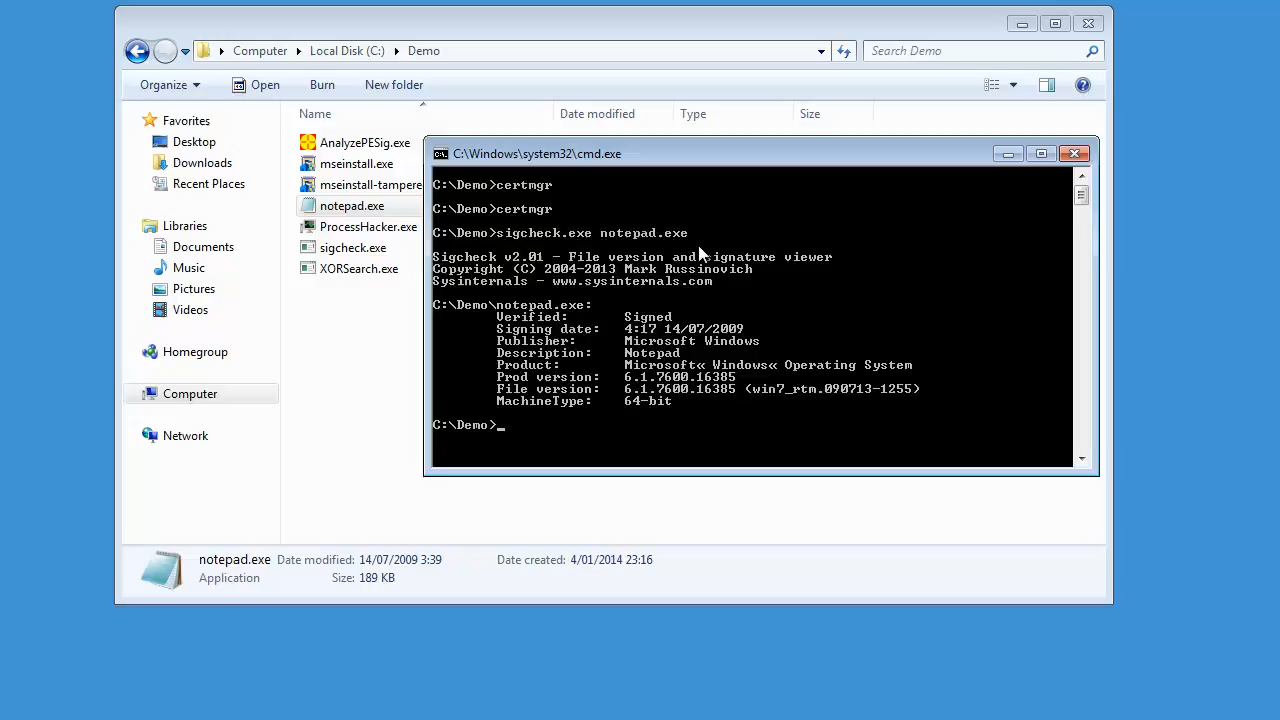 Computer Local Disk (C:) Demo
Search Demo
Organize Open Burn New folder
Favorites
Desktop
Downloads
Recent Places
Libraries
Documents
Music
Pictures
Videos
Homegroup
Computer
Network
Name Date modified Type Size
AnalyzePESig.exe
mseinstall.exe
mseinstall-tampere
notepad.exe
ProcessHacker.exe
sigcheck.exe
XORSearch.exe
C:\Windows\system32\cmd.exe
C:\Demo>certmgr
C:\Demo>certmgr
C:\Demo>sigcheck.exe notepad.exe
Sigcheck v2.01 - File version and signature viewer
Copyright (C) 2004-2013 Mark Russinovich
Sysinternals - www.sysinternals.com
C:\Demo\notepad.exe:
Verified: Signed
Signing date: 4:17 14/07/2009
Publisher: Microsoft Windows
Description: Notepad
Product: Microsoft« Windows« Operating System
Prod version: 6.1.7600.16385
File version: 6.1.7600.16385 (win7_rtm.090713-1255)
MachineType: 64-bit
C:\Demo>_
notepad.exe Date modified: 14/07/2009 3:39 Date created: 4/01/2014 23:16
Application Size: 189 KB